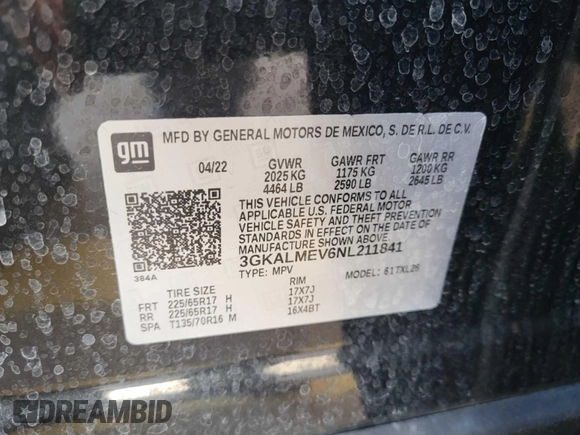 gm
MFD BY GENERAL MOTORS DE MEXICO, S. DE R.L. DE C.V.
04/22 GVWR GAWR FRT GAWR RR
2025 KG 1175 KG 1200 KG
4464 LB 2590 LB 2645 LB
THIS VEHICLE CONFORMS TO ALL
APPLICABLE U.S. FEDERAL MOTOR
VEHICLE SAFETY AND THEFT PREVENTION
STANDARDS IN EFFECT ON THE DATE OF
MANUFACTURE SHOWN ABOVE.
3GKALMEV6NL211841
384A
TYPE: MPV MODEL: 61TXL26
TIRE SIZE RIM
FRT 225/65R17 H 17X7J
RR 225/65R17 H 17X7J
SPA T135/70R16 M 16X4BT
DREAMBID